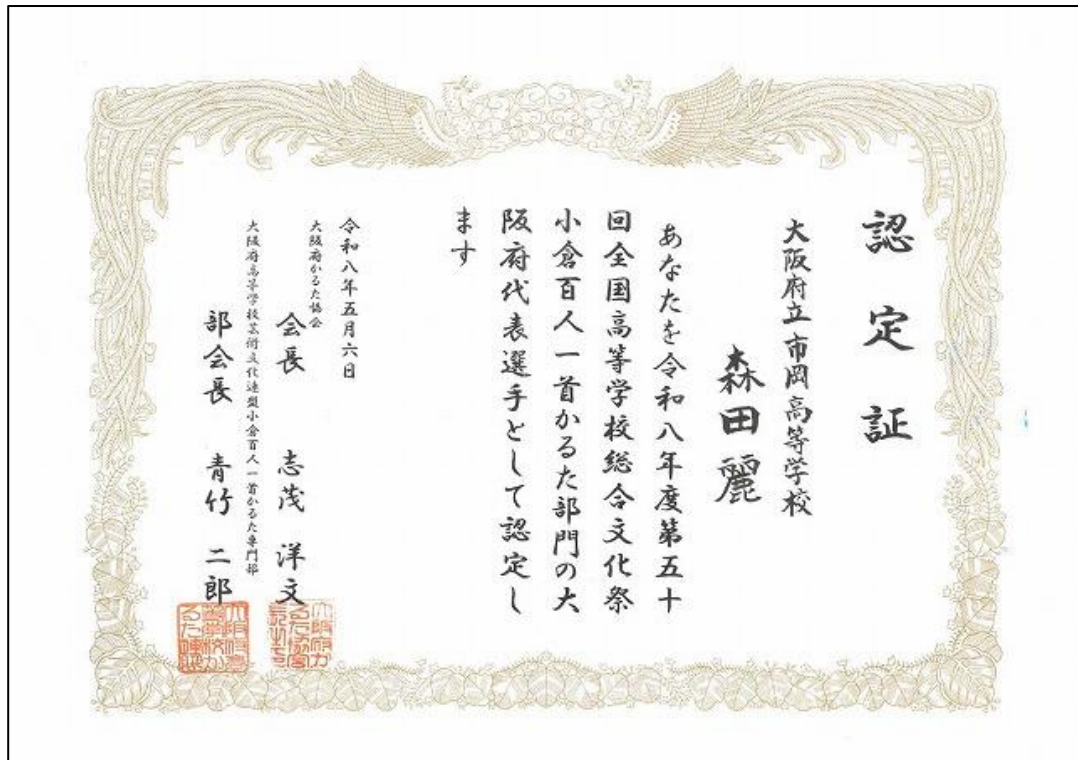 認定証
大阪府立市岡高等学校
森田麗
あなたを令和八年度第五十
回全国高等学校総合文化祭
小倉百人一首かるた部門の大
阪府代表選手として認定し
ます
令和八年五月六日
大阪府かるた協会
会長 志茂 洋文
大阪府高等学校芸術文化連盟小倉百人一首かるた専門部
部会長 青竹 二郎